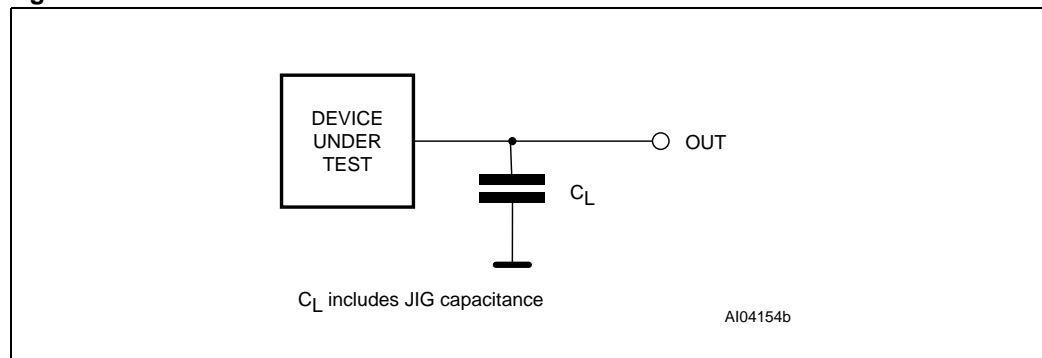 DEVICE
UNDER
TEST
OUT
CL
CL includes JIG capacitance
AI04154b